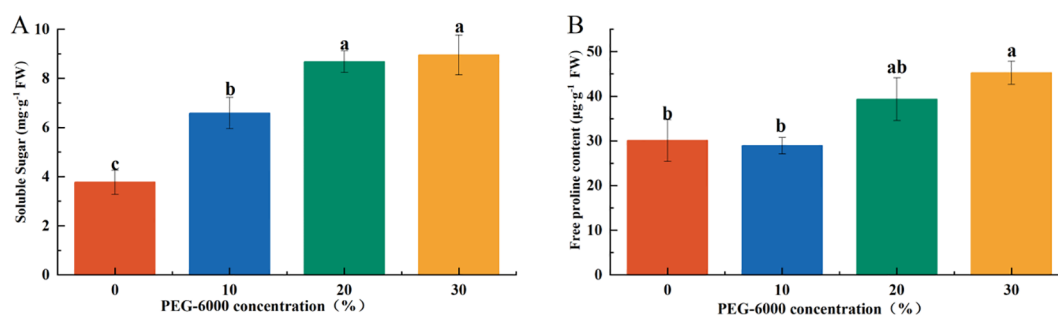 A
Soluble Sugar (mg·g⁻¹ FW)
10
8
6
4
2
0
c
b
a
a
0
10
20
30
PEG-6000 concentration（%）
B
Free proline content (μg·g⁻¹ FW)
50
40
30
20
10
0
b
b
ab
a
0
10
20
30
PEG-6000 concentration（%）